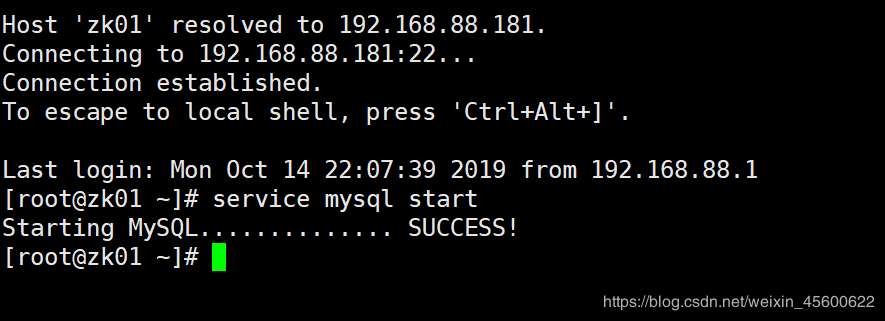 Host 'zk01' resolved to 192.168.88.181.
Connecting to 192.168.88.181:22...
Connection established.
To escape to local shell, press 'Ctrl+Alt+]'.
Last login: Mon Oct 14 22:07:39 2019 from 192.168.88.1
[root@zk01 ~]# service mysql start
Starting MySQL.............. SUCCESS!
[root@zk01 ~]#
https://blog.csdn.net/weixin_45600622